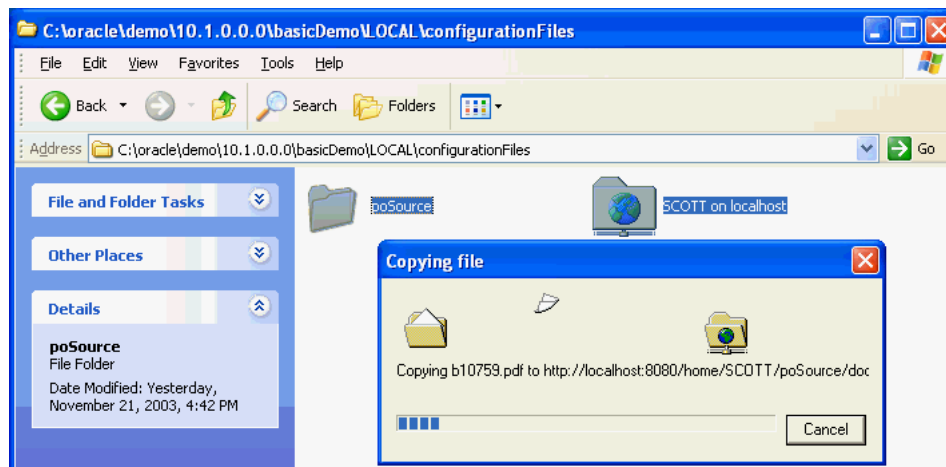 C:\oracle\demo\10.1.0.0.0\basicDemo\LOCAL\configurationFiles
File Edit View Favorites Tools Help
Back Search Folders
Address C:\oracle\demo\10.1.0.0.0\basicDemo\LOCAL\configurationFiles Go
File and Folder Tasks
poSource
SCOTT on localhost
Other Places
Details
poSource
File Folder
Date Modified: Yesterday,
November 21, 2003, 4:42 PM
Copying file
Copying b10759.pdf to http://localhost:8080/home/SCOTT/poSource/doc
Cancel